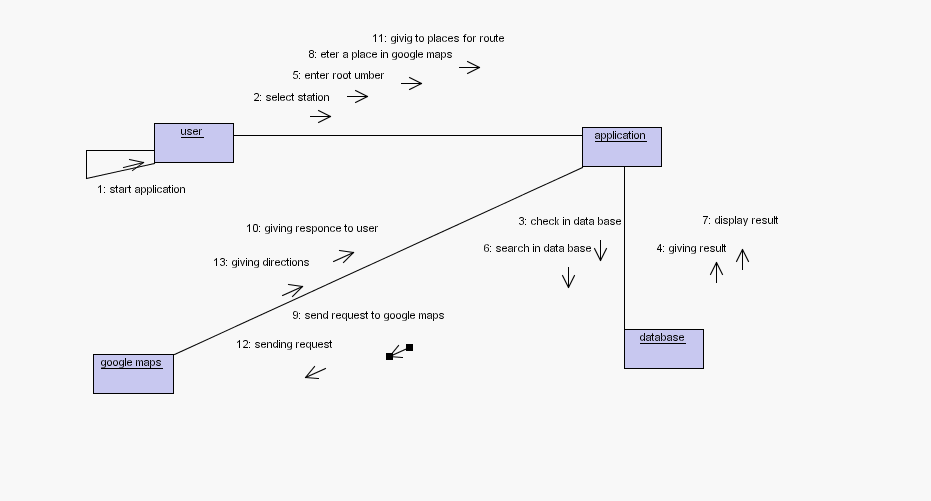 11: givig to places for route
8: eter a place in google maps
5: enter root umber
2: select station
user
application
1: start application
3: check in data base
7: display result
10: giving responce to user
6: search in data base
4: giving result
13: giving directions
9: send request to google maps
12: sending request
database
google maps